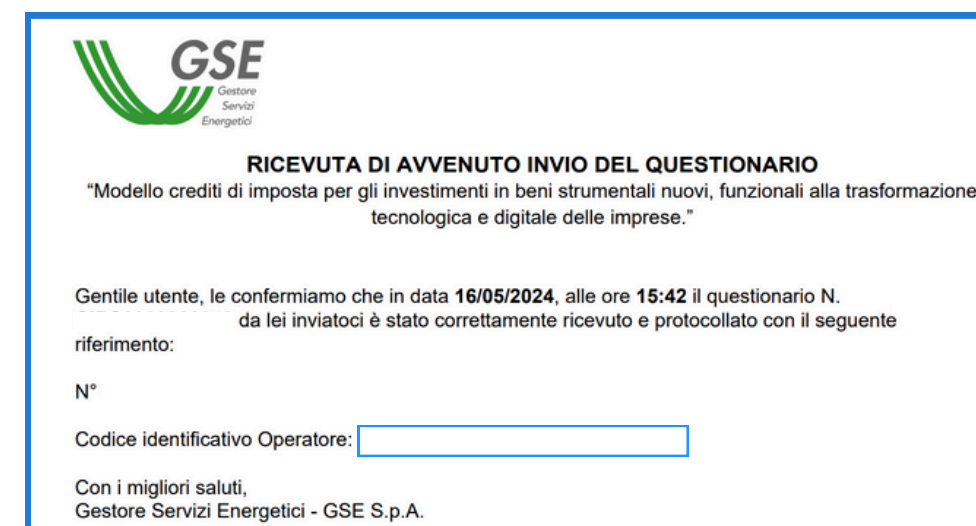 GSE
Gestore
Servizi
Energetici
RICEVUTA DI AVVENUTO INVIO DEL QUESTIONARIO
“Modello crediti di imposta per gli investimenti in beni strumentali nuovi, funzionali alla trasformazione
tecnologica e digitale delle imprese.”
Gentile utente, le confermiamo che in data 16/05/2024, alle ore 15:42 il questionario N.
da lei inviatoci è stato correttamente ricevuto e protocollato con il seguente
riferimento:
N°
Codice identificativo Operatore:
Con i migliori saluti,
Gestore Servizi Energetici - GSE S.p.A.